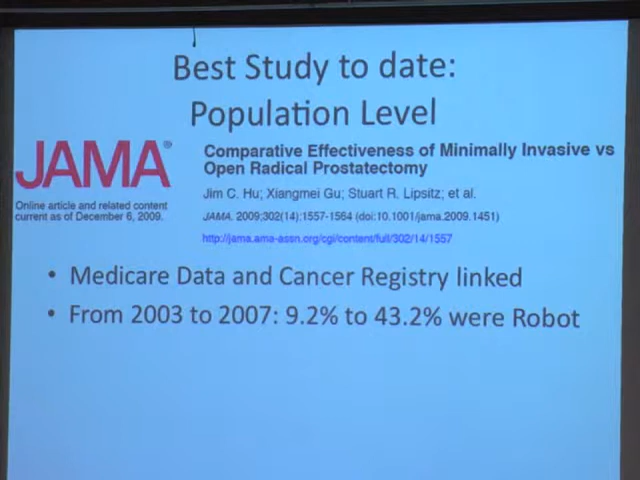 Best Study to date:
Population Level
JAMA®
Online article and related content
current as of December 6, 2009.
Comparative Effectiveness of Minimally Invasive vs
Open Radical Prostatectomy
Jim C. Hu; Xiangmei Gu; Stuart R. Lipsitz; et al.
JAMA. 2009;302(14):1557-1564 (doi:10.1001/jama.2009.1451)
http://jama.ama-assn.org/cgi/content/full/302/14/1557
• Medicare Data and Cancer Registry linked
• From 2003 to 2007: 9.2% to 43.2% were Robot